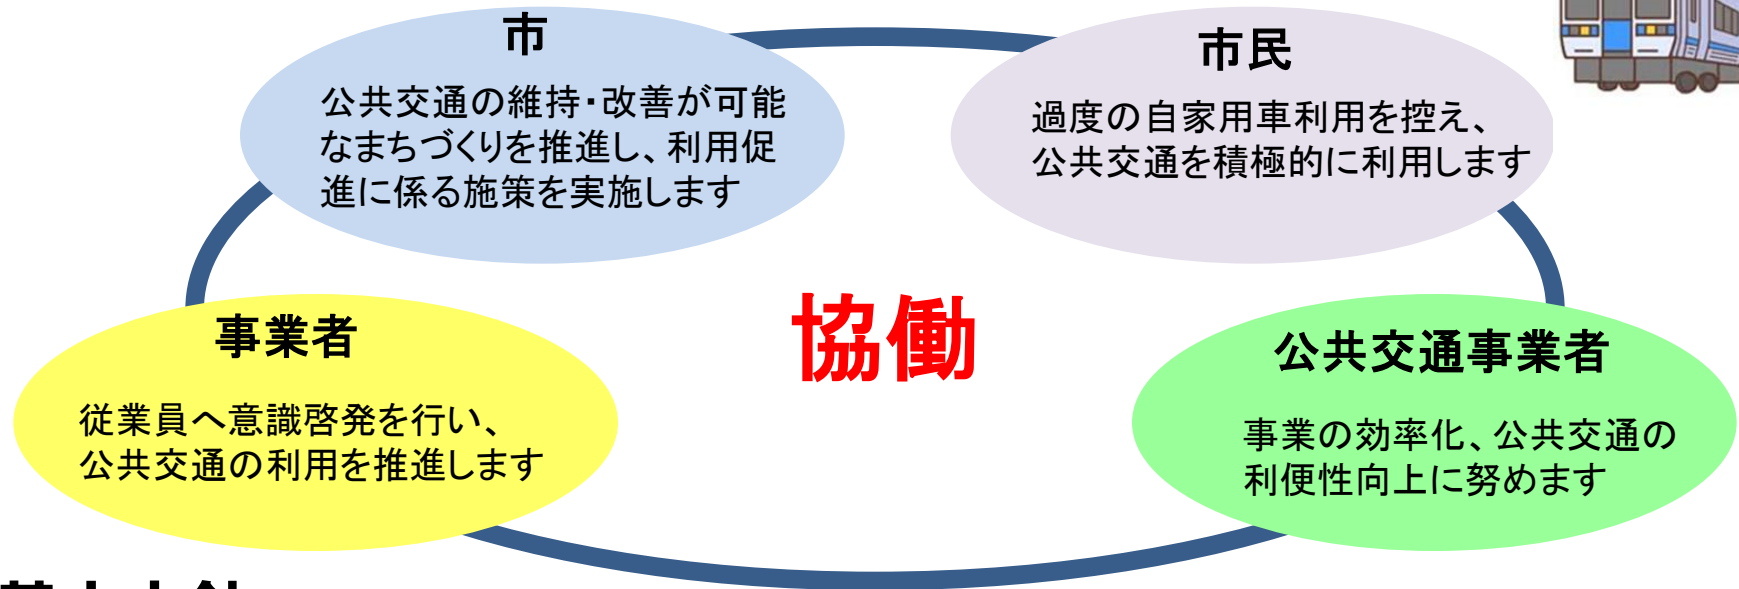 市
公共交通の維持・改善が可能
なまちづくりを推進し、利用促
進に係る施策を実施します
市民
過度の自家用車利用を控え、
公共交通を積極的に利用します
協働
事業者
従業員へ意識啓発を行い、
公共交通の利用を推進します
公共交通事業者
事業の効率化、公共交通の
利便性向上に努めます